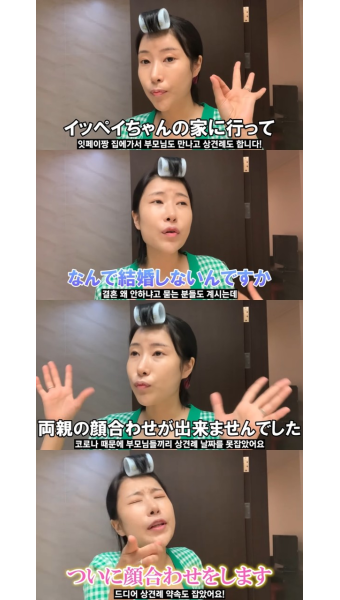 イッペイちゃんの家に行って
잇페이짱 집에가서 부모님도 만나고 상견례도 합니다!
なんで結婚しないんですか
결혼 왜 안하냐고 묻는 분들도 계시는데
両親の顔合わせが出来ませんでした
코로나 때문에 부모님들끼리 상견례 날짜를 못잡았어요
ついに顔合わせをします
드디어 상견례 약속도 잡았어요!